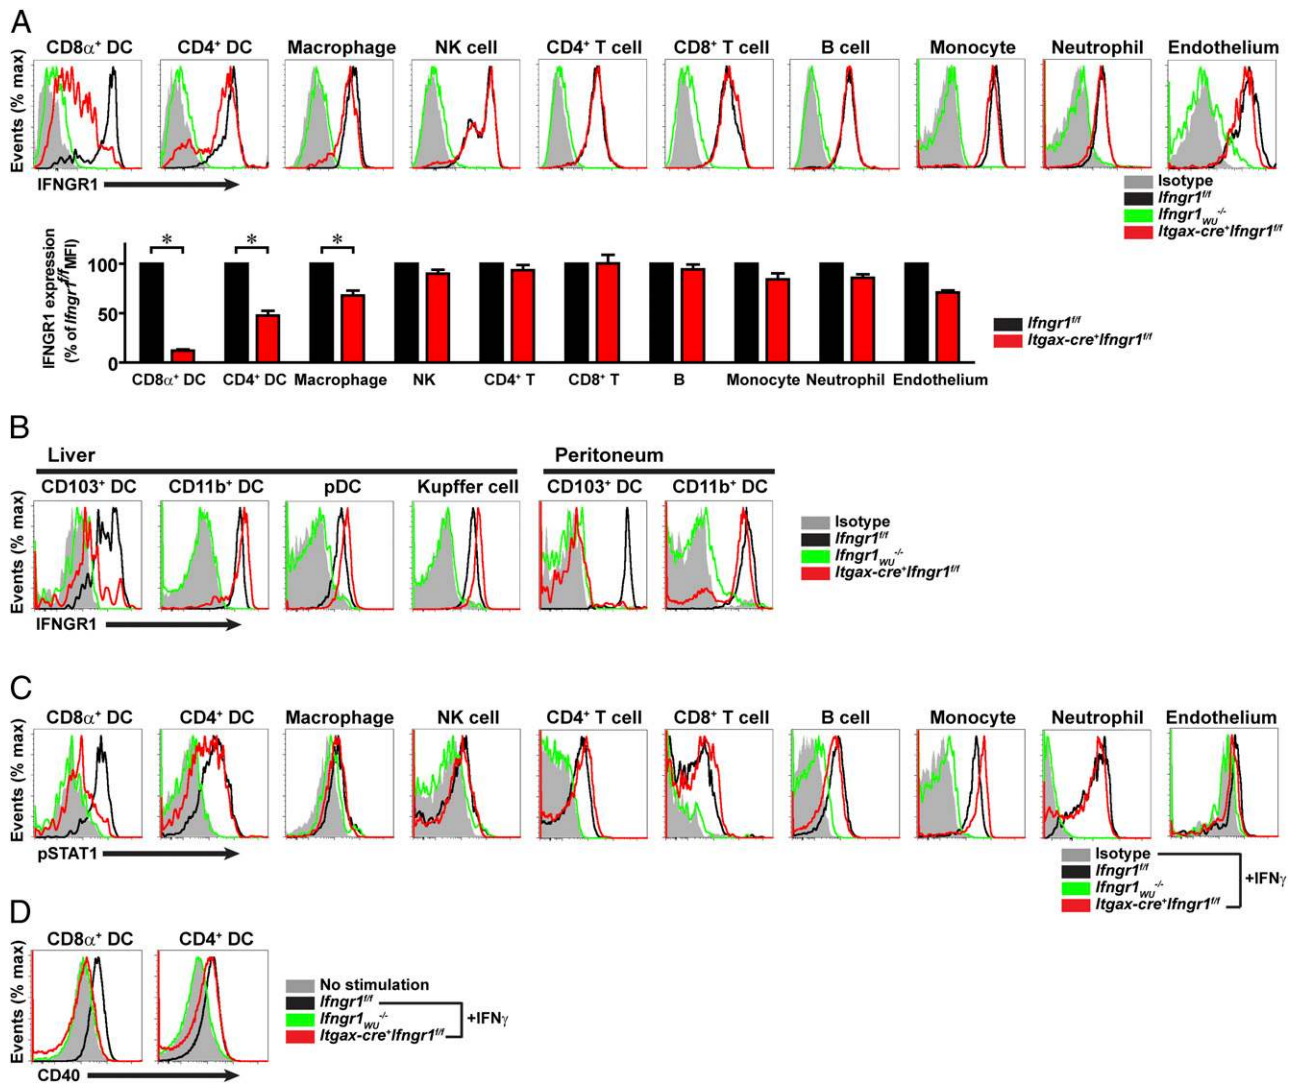 A
CD8α⁺ DC CD4⁺ DC Macrophage NK cell CD4⁺ T cell CD8⁺ T cell B cell Monocyte Neutrophil Endothelium
Events (% max)
IFNGR1
Isotype
Ifngr1f/f
Ifngr1WU-/-
Itgax-cre⁺Ifngr1f/f
IFNGR1 expression
(% of Ifngr1f/f MFI)
100
50
0
* * *
CD8α⁺ DC CD4⁺ DC Macrophage NK CD4⁺ T CD8⁺ T B Monocyte Neutrophil Endothelium
Ifngr1f/f
Itgax-cre⁺Ifngr1f/f
B
Liver Peritoneum
CD103⁺ DC CD11b⁺ DC pDC Kupffer cell CD103⁺ DC CD11b⁺ DC
Events (% max)
IFNGR1
Isotype
Ifngr1f/f
Ifngr1WU-/-
Itgax-cre⁺Ifngr1f/f
C
CD8α⁺ DC CD4⁺ DC Macrophage NK cell CD4⁺ T cell CD8⁺ T cell B cell Monocyte Neutrophil Endothelium
Events (% max)
pSTAT1
Isotype
Ifngr1f/f
Ifngr1WU-/-
Itgax-cre⁺Ifngr1f/f
+IFNγ
D
CD8α⁺ DC CD4⁺ DC
Events (% max)
CD40
No stimulation
Ifngr1f/f
Ifngr1WU-/-
Itgax-cre⁺Ifngr1f/f
+IFNγ